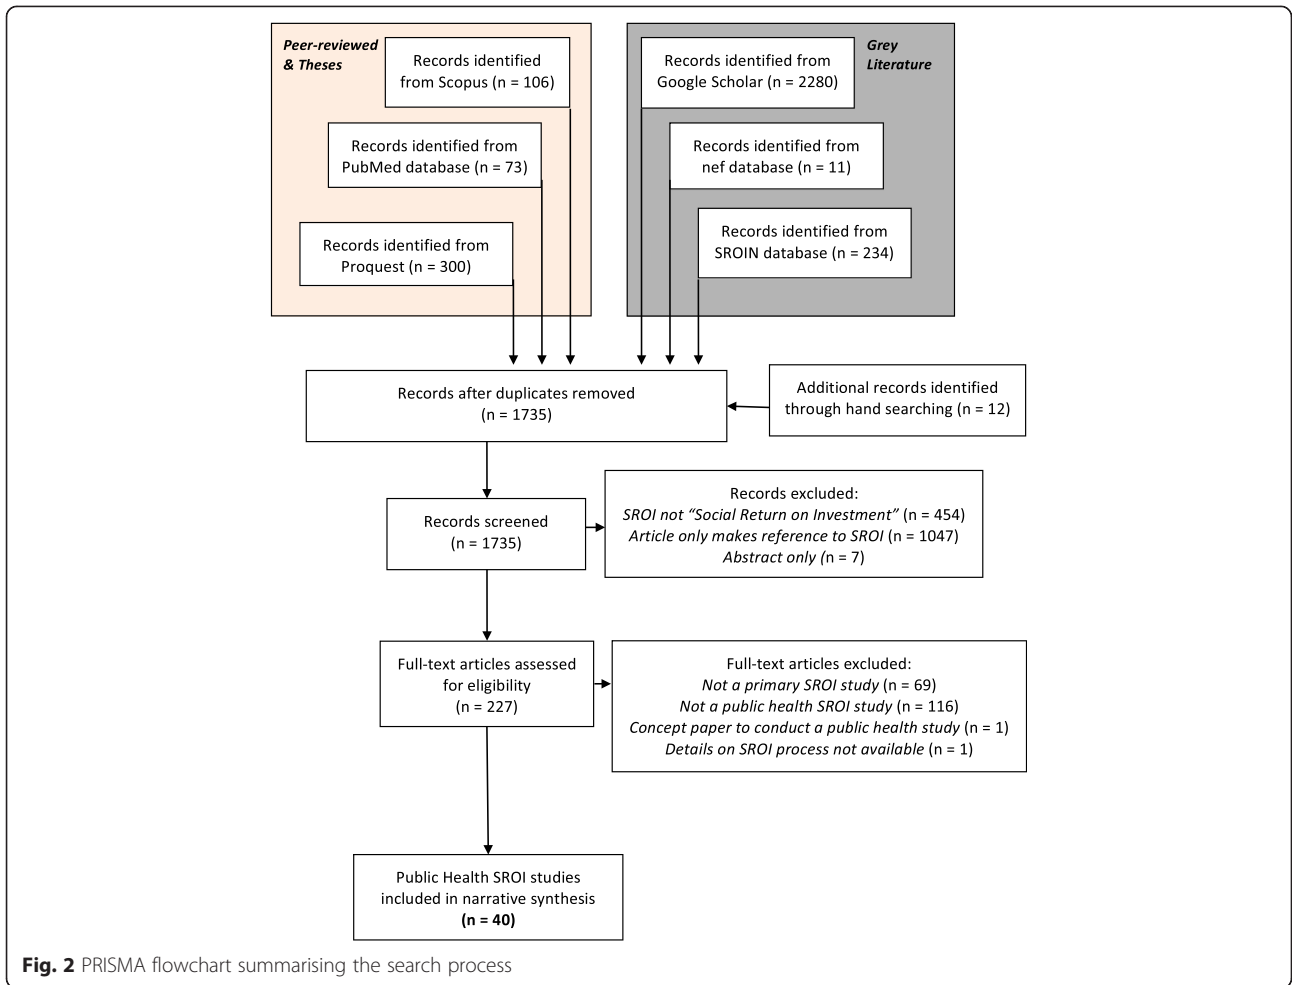 Peer-reviewed
& Theses
Records identified
from Scopus (n = 106)
Records identified from
PubMed database (n = 73)
Records identified from
Proquest (n = 300)
Records identified from
Google Scholar (n = 2280)
Grey
Literature
Records identified from
nef database (n = 11)
Records identified from
SROIN database (n = 234)
Records after duplicates removed
(n = 1735)
Additional records identified
through hand searching (n = 12)
Records screened
(n = 1735)
Records excluded:
SROI not “Social Return on Investment” (n = 454)
Article only makes reference to SROI (n = 1047)
Abstract only (n = 7)
Full-text articles assessed
for eligibility
(n = 227)
Full-text articles excluded:
Not a primary SROI study (n = 69)
Not a public health SROI study (n = 116)
Concept paper to conduct a public health study (n = 1)
Details on SROI process not available (n = 1)
Public Health SROI studies
included in narrative synthesis
(n = 40)
Fig. 2 PRISMA flowchart summarising the search process